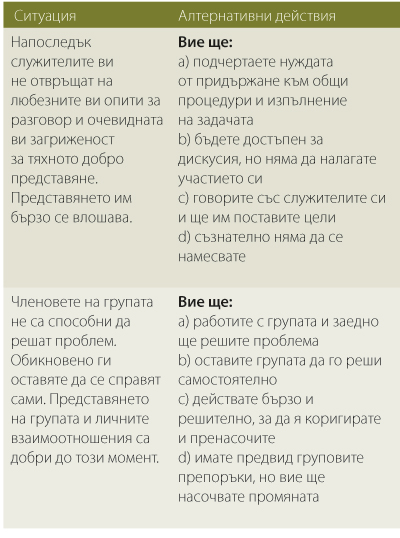 Ситуация
Алтернативни действия
Напоследък
служителите ви
не отвръщат на
любезните ви опити за
разговор и очевидната
ви загриженост
за тяхното добро
представяне.
Представянето им
бързо се влошава.
Вие ще:
а) подчертаете нуждата
от придържане към общи
процедури и изпълнение
на задачата
b) бъдете достъпен за
дискусия, но няма да налагате
участието си
c) говорите със служителите си
и ще им поставите цели
d) съзнателно няма да се
намесвате
Членовете на групата
не са способни да
решат проблем.
Обикновено ги
оставяте да се справят
сами. Представянето
на групата и личните
взаимоотношения са
добри до този момент.
Вие ще:
а) работите с групата и заедно
ще решите проблема
b) оставите групата да го реши
самостоятелно
c) действате бързо и
решително, за да я коригирате
и пренасочите
d) имате предвид груповите
препоръки, но вие ще
насочвате промяната